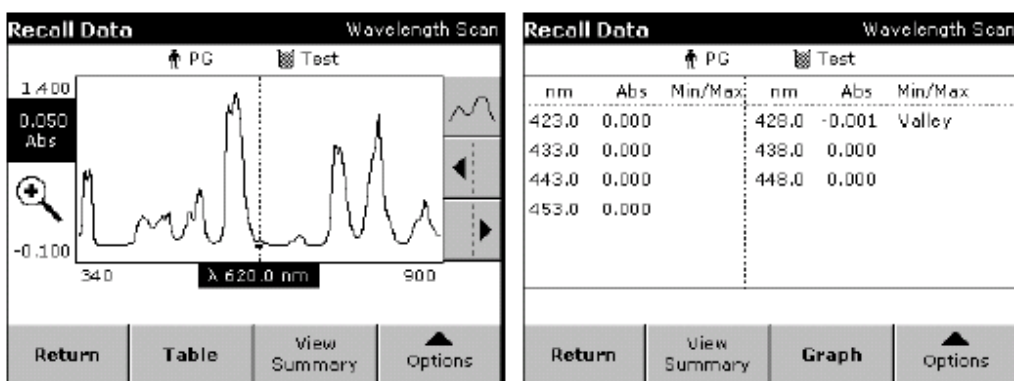 Recall Data Wavelength Scan
PG Test
1.400
0.050
Abs
-0.100
340 λ 620.0 nm 900
Return Table View Summary Options
Recall Data Wavelength Scan
PG Test
nm Abs Min/Max nm Abs Min/Max
423.0 0.000 428.0 -0.001 Valley
433.0 0.000 438.0 0.000
443.0 0.000 448.0 0.000
453.0 0.000
Return View Summary Graph Options